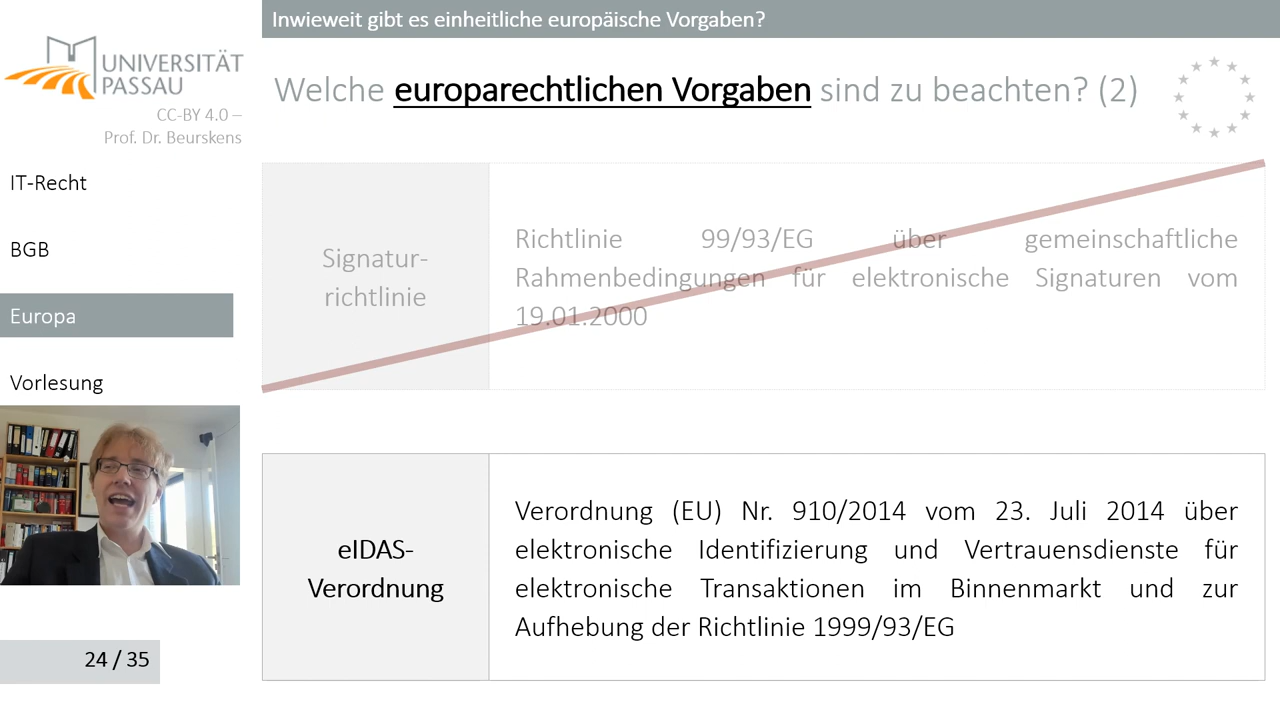 Inwieweit gibt es einheitliche europäische Vorgaben?
UNIVERSITÄT
PASSAU
CC-BY 4.0 –
Prof. Dr. Beurskens
Welche europarechtlichen Vorgaben sind zu beachten? (2)
IT-Recht
BGB
Europa
Vorlesung
24 / 35
Signatur-
richtlinie
Richtlinie 99/93/EG über gemeinschaftliche
Rahmenbedingungen für elektronische Signaturen vom
19.01.2000
eIDAS-
Verordnung
Verordnung (EU) Nr. 910/2014 vom 23. Juli 2014 über
elektronische Identifizierung und Vertrauensdienste für
elektronische Transaktionen im Binnenmarkt und zur
Aufhebung der Richtlinie 1999/93/EG